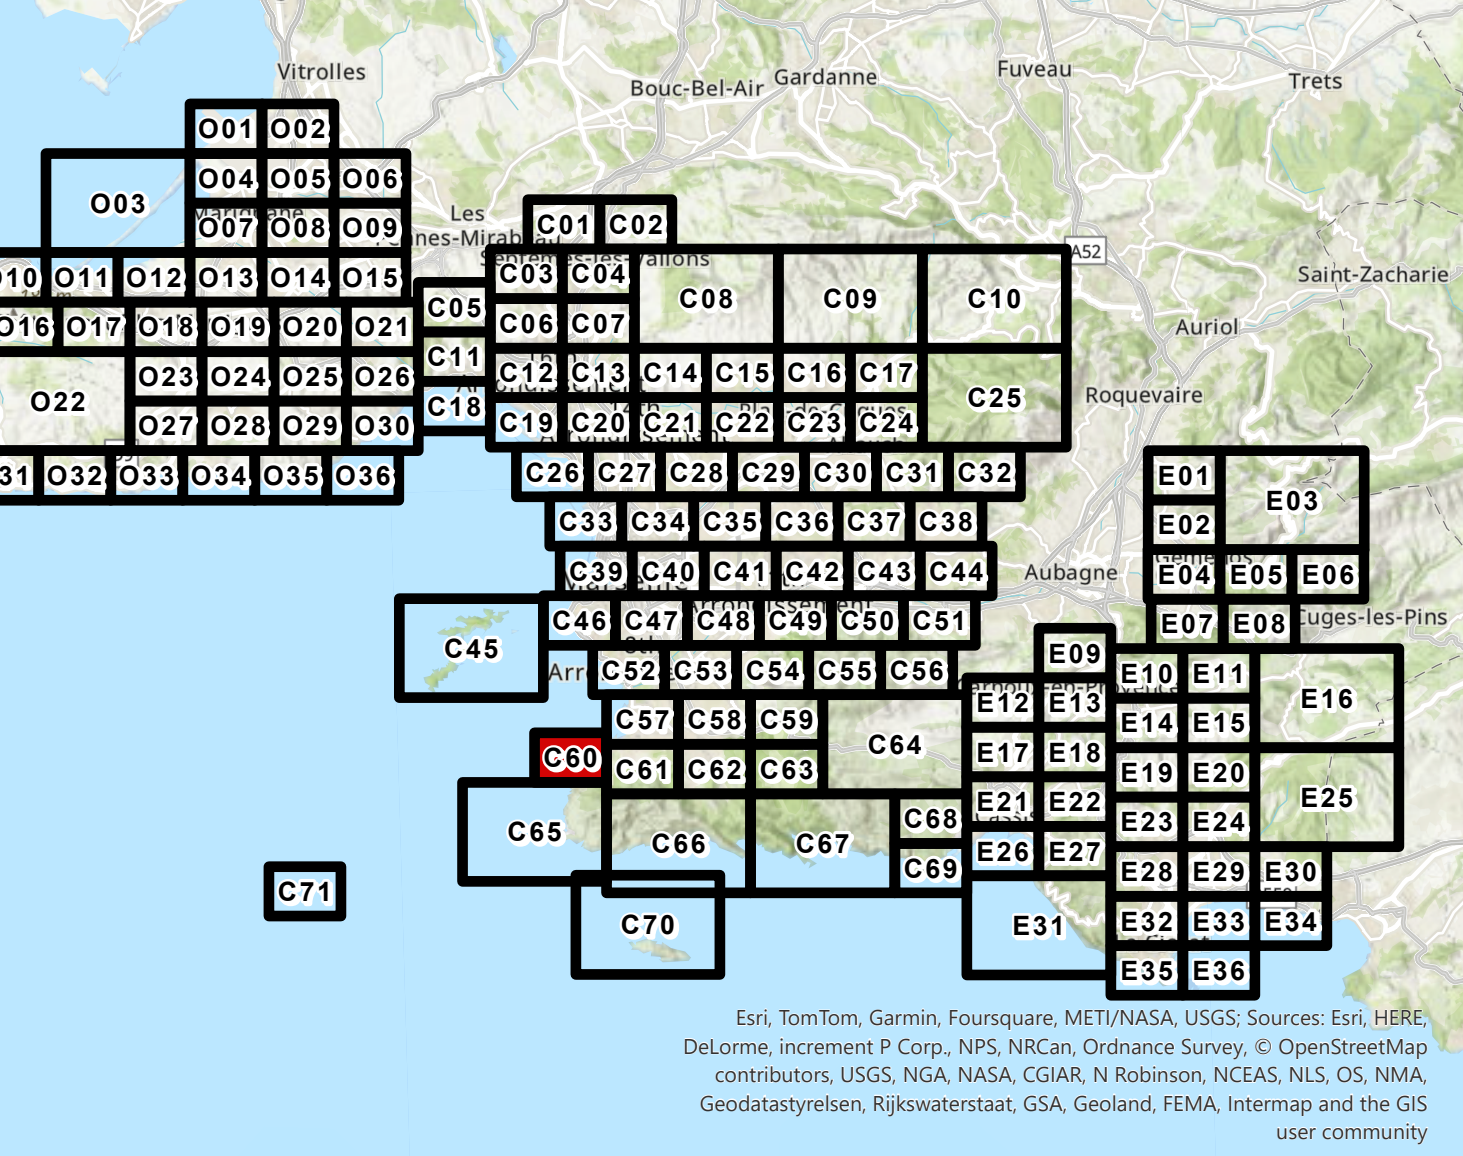 Vitrolles
Bouc-Bel-Air
Gardanne
Fuveau
Trets
O01 O02
O04 O05 O06
O03
O07 O08 O09
Les
C01 C02
A52
Saint-Zacharie
O11 O12 O13 O14 O15
C03 C04
C08 C09 C10
C05
O16 O17 O18 O19 O20 O21
C06 C07
Auriol
C11
O23 O24 O25 O26
C12 C13 C14 C15 C16 C17
O22
C18
C25
Roquevaire
O27 O28 O29 O30
C19 C20 C21 C22 C23 C24
31 O32 O33 O34 O35 O36
C26 C27 C28 C29 C30 C31 C32
E01
E03
E02
C33 C34 C35 C36 C37 C38
C39 C40 C41 C42 C43 C44
Aubagne
E04 E05 E06
C45
C46 C47 C48 C49 C50 C51
E07 E08
Cuges-les-Pins
E09
C52 C53 C54 C55 C56
E10 E11
E16
E12 E13
C57 C58 C59
E14 E15
C64
C60
C61 C62 C63
E17 E18
E19 E20
E25
E21 E22
C65
C66 C67
C68
E23 E24
C69
E26 E27
E28 E29 E30
C71
C70
E31
E32 E33 E34
E35 E36
Esri, TomTom, Garmin, Foursquare, METI/NASA, USGS; Sources: Esri, HERE,
DeLorme, increment P Corp., NPS, NRCan, Ordnance Survey, © OpenStreetMap
contributors, USGS, NGA, NASA, CGIAR, N Robinson, NCEAS, NLS, OS, NMA,
Geodatastyrelsen, Rijkswaterstaat, GSA, Geoland, FEMA, Intermap and the GIS
user community